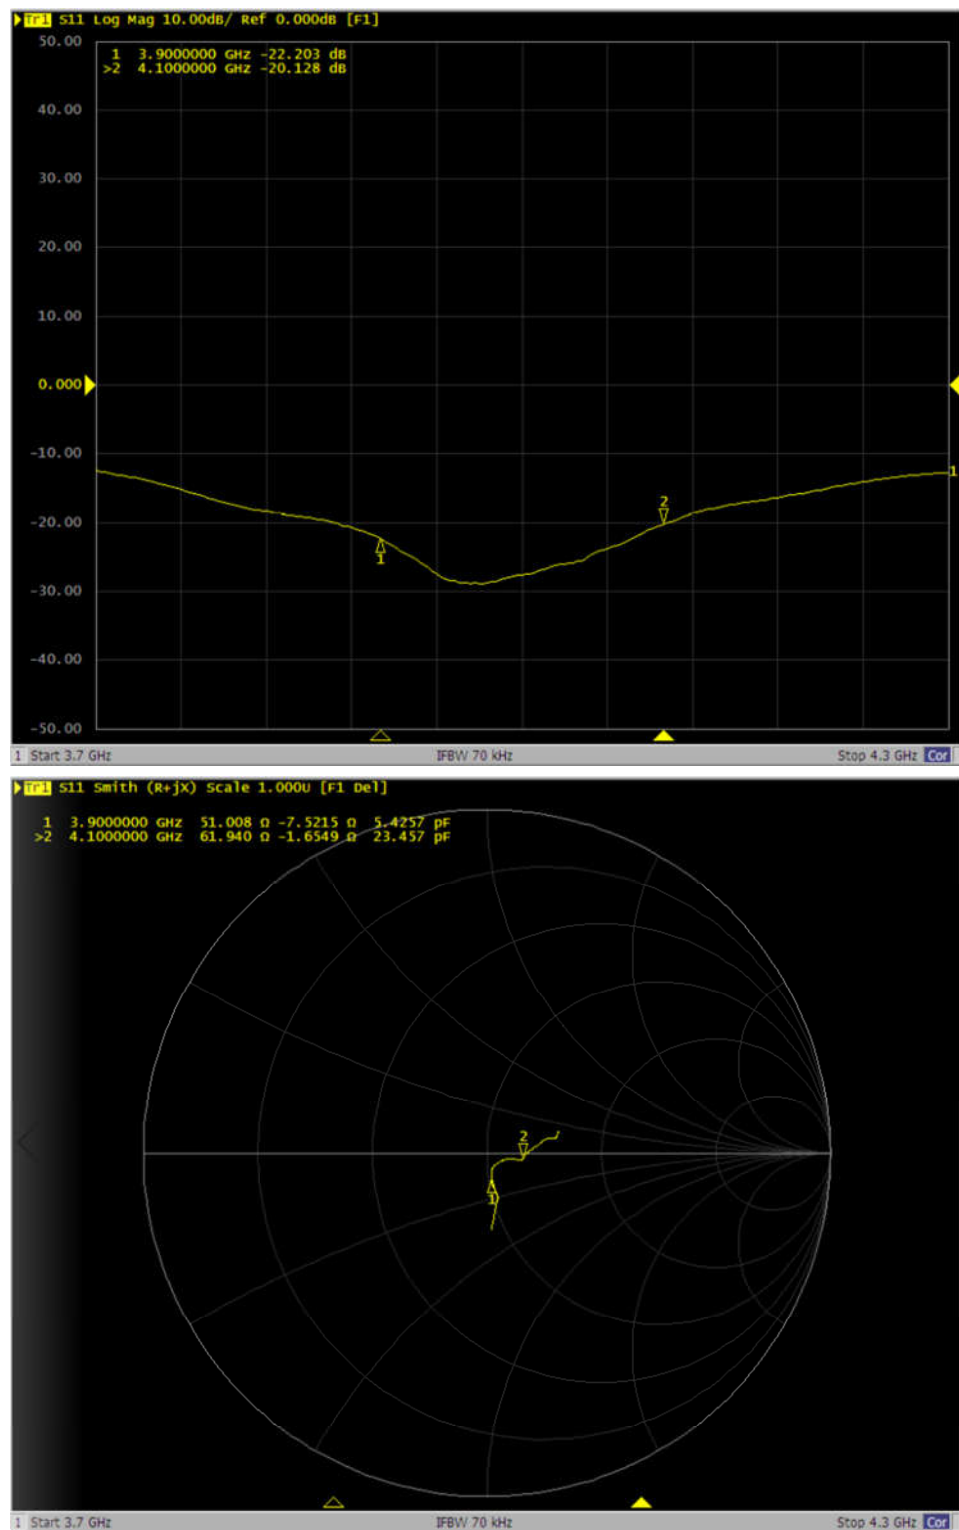 Tr1 S11 Log Mag 10.00dB/ Ref 0.000dB [F1]
50.00
1 3.9000000 GHz -22.203 dB
>2 4.1000000 GHz -20.128 dB
40.00
30.00
20.00
10.00
0.000
-10.00
1
2
-20.00
1
-30.00
-40.00
-50.00
1 Start 3.7 GHz IFBW 70 kHz Stop 4.3 GHz Cor
Tr1 S11 Smith (R+jX) Scale 1.000U [F1 Del]
1 3.9000000 GHz 51.008 Ω -7.5215 Ω 5.4257 pF
>2 4.1000000 GHz 61.940 Ω -1.6549 Ω 23.457 pF
2
1
1 Start 3.7 GHz IFBW 70 kHz Stop 4.3 GHz Cor